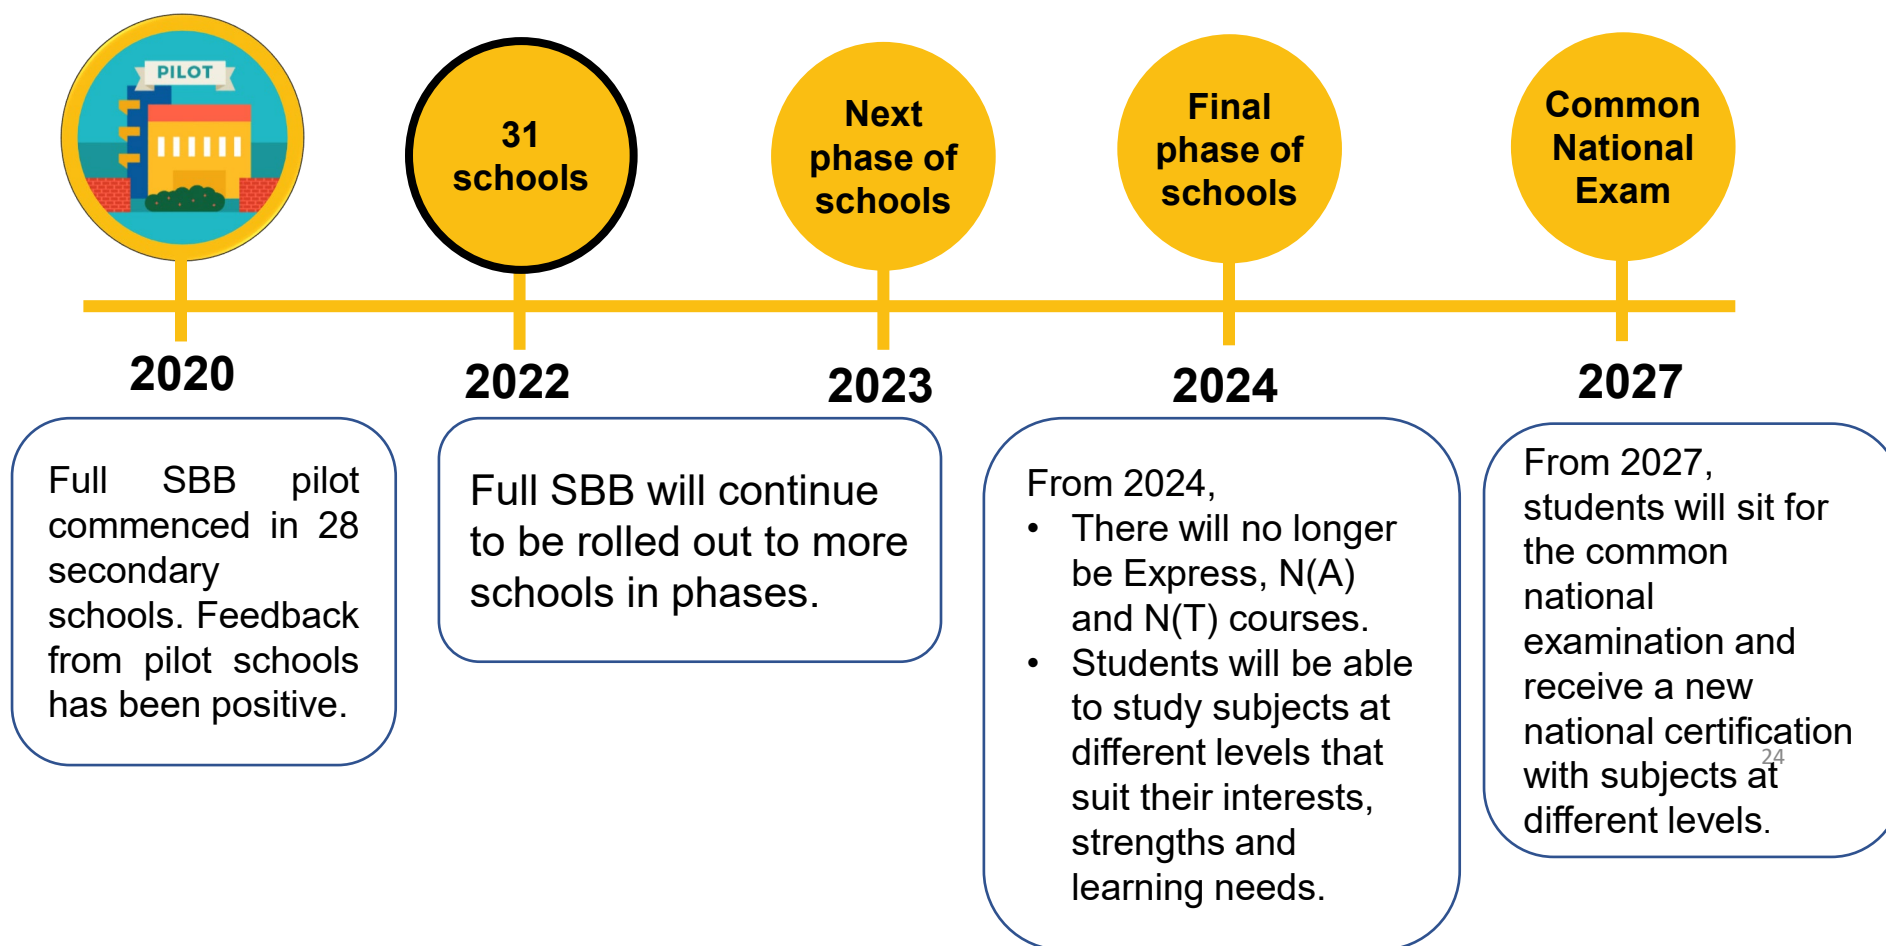 PILOT
31
schools
Next
phase of
schools
Final
phase of
schools
Common
National
Exam
2020
2022
2023
2024
2027
Full SBB pilot
commenced in 28
secondary
schools. Feedback
from pilot schools
has been positive.
Full SBB will continue
to be rolled out to more
schools in phases.
From 2024,
• There will no longer
be Express, N(A)
and N(T) courses.
• Students will be able
to study subjects at
different levels that
suit their interests,
strengths and
learning needs.
From 2027,
students will sit for
the common
national
examination and
receive a new
national certification
with subjects at
different levels.
24